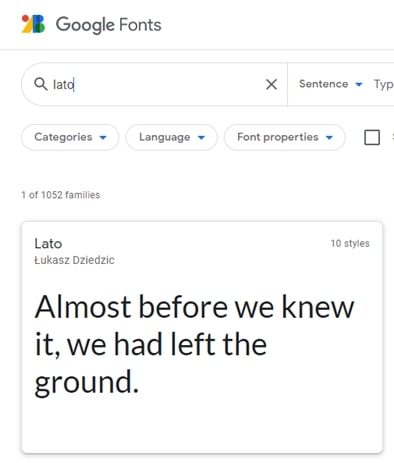 Google Fonts
lato
Sentence
Categories
Language
Font properties
1 of 1052 families
Lato
10 styles
Łukasz Dziedzic
Almost before we knew
it, we had left the
ground.